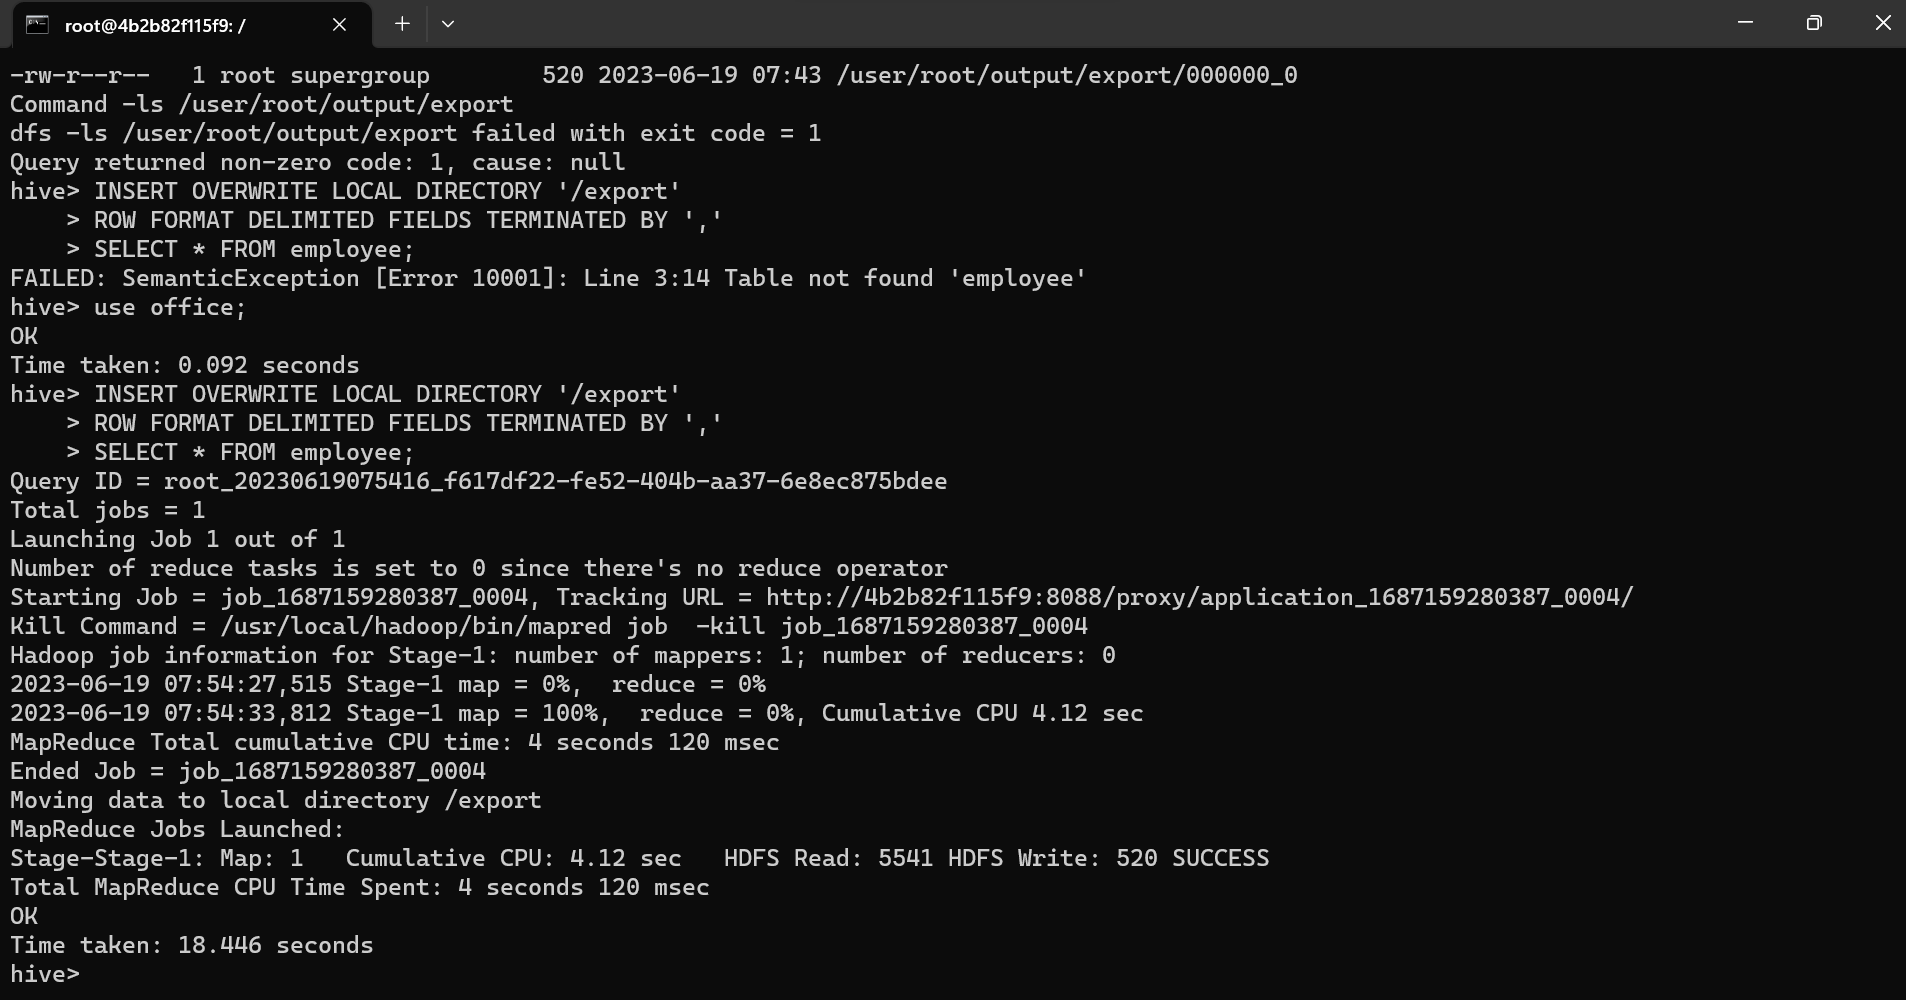 root@4b2b82f115f9: /
-rw-r--r--   1 root supergroup        520 2023-06-19 07:43 /user/root/output/export/000000_0
Command -ls /user/root/output/export
dfs -ls /user/root/output/export failed with exit code = 1
Query returned non-zero code: 1, cause: null
hive> INSERT OVERWRITE LOCAL DIRECTORY '/export'
    > ROW FORMAT DELIMITED FIELDS TERMINATED BY ','
    > SELECT * FROM employee;
FAILED: SemanticException [Error 10001]: Line 3:14 Table not found 'employee'
hive> use office;
OK
Time taken: 0.092 seconds
hive> INSERT OVERWRITE LOCAL DIRECTORY '/export'
    > ROW FORMAT DELIMITED FIELDS TERMINATED BY ','
    > SELECT * FROM employee;
Query ID = root_20230619075416_f617df22-fe52-404b-aa37-6e8ec875bdee
Total jobs = 1
Launching Job 1 out of 1
Number of reduce tasks is set to 0 since there's no reduce operator
Starting Job = job_1687159280387_0004, Tracking URL = http://4b2b82f115f9:8088/proxy/application_1687159280387_0004/
Kill Command = /usr/local/hadoop/bin/mapred job  -kill job_1687159280387_0004
Hadoop job information for Stage-1: number of mappers: 1; number of reducers: 0
2023-06-19 07:54:27,515 Stage-1 map = 0%,  reduce = 0%
2023-06-19 07:54:33,812 Stage-1 map = 100%,  reduce = 0%, Cumulative CPU 4.12 sec
MapReduce Total cumulative CPU time: 4 seconds 120 msec
Ended Job = job_1687159280387_0004
Moving data to local directory /export
MapReduce Jobs Launched:
Stage-Stage-1: Map: 1   Cumulative CPU: 4.12 sec   HDFS Read: 5541 HDFS Write: 520 SUCCESS
Total MapReduce CPU Time Spent: 4 seconds 120 msec
OK
Time taken: 18.446 seconds
hive>